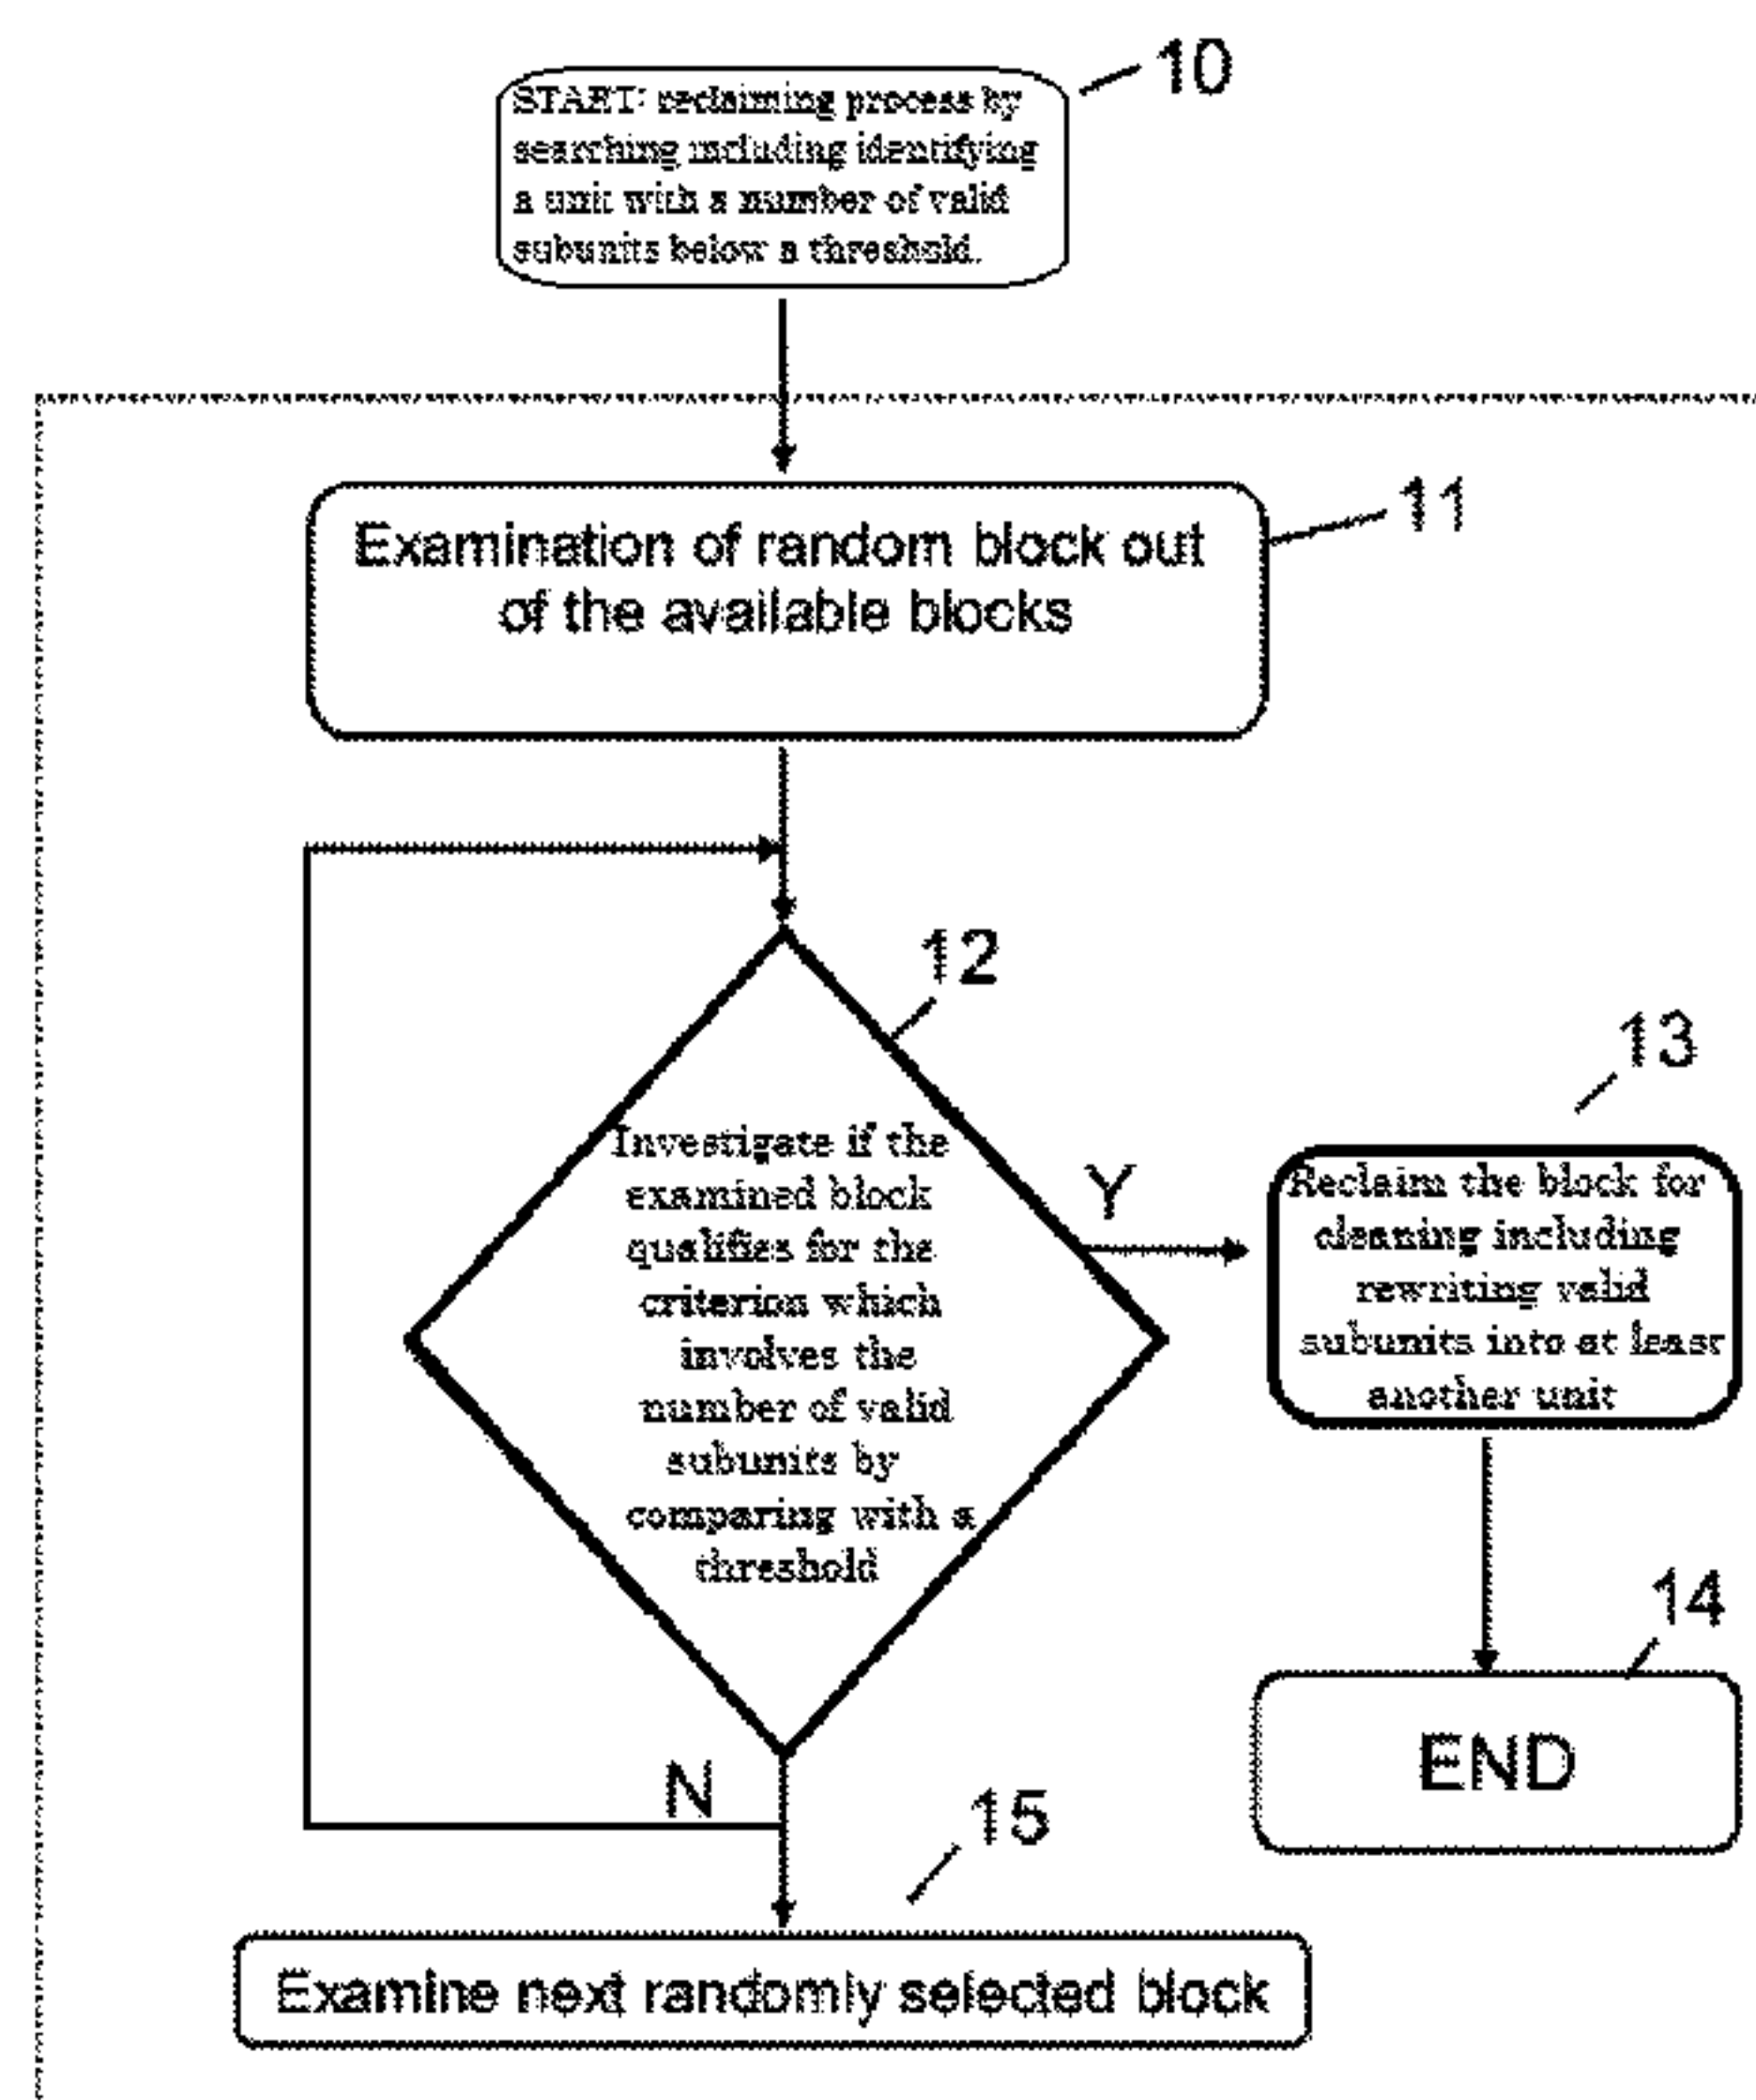 10
START: reclaiming process by
searching including identifying
a unit with a number of valid
subunits below a threshold.
11
Examination of random block out
of the available blocks
12
Investigate if the
examined block
qualifies for the
criterion which
involves the
number of valid
subunits by
comparing with a
threshold
Y
13
Reclaim the block for
cleaning including
rewriting valid
subunits into at least
another unit
14
END
N
15
Examine next randomly selected block